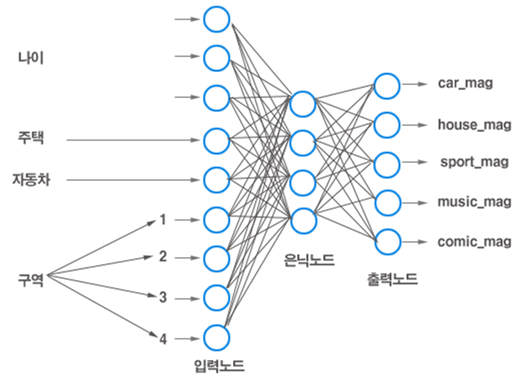 나이
주택
자동차
구역
1
2
3
4
입력노드
은닉노드
출력노드
car_mag
house_mag
sport_mag
music_mag
comic_mag